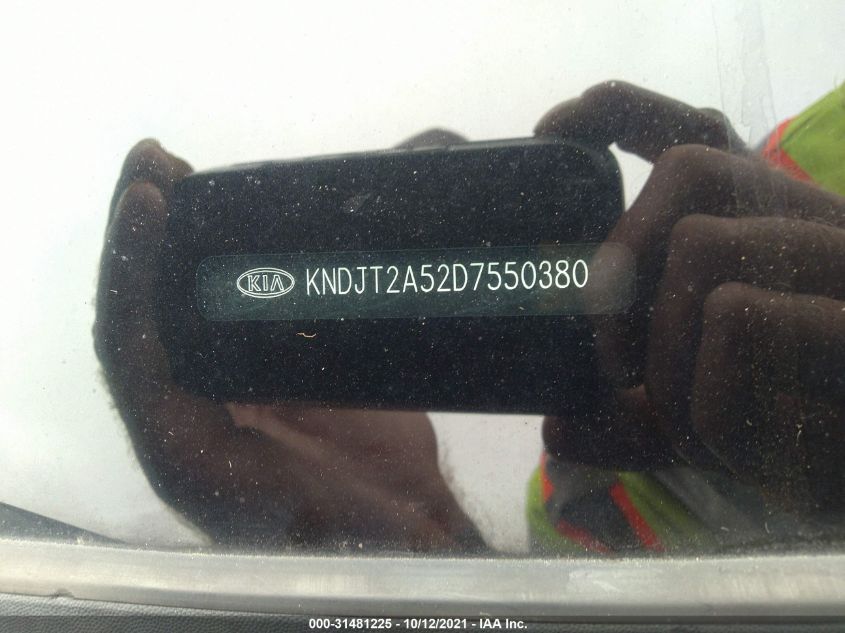 KIA KNDJT2A52D7550380
000-31481225 - 10/12/2021 - IAA Inc.